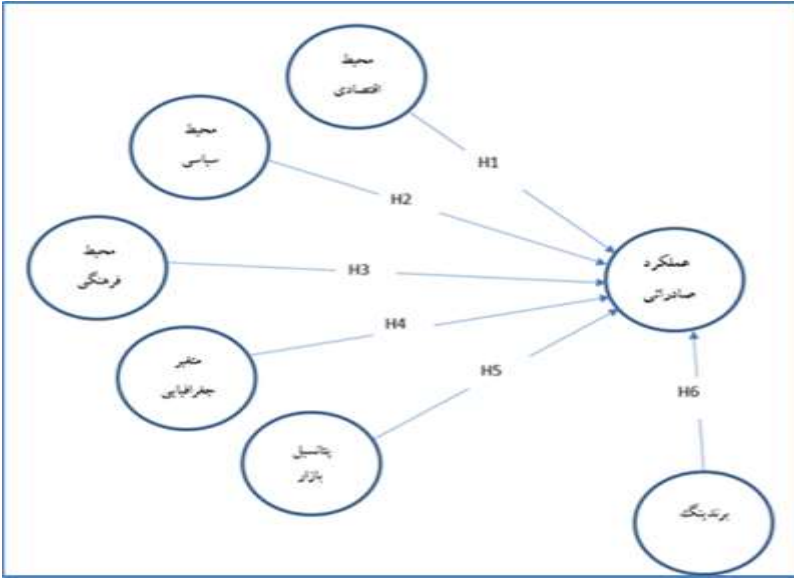 محیط
اقتصادی
H1
محیط
سیاسی
H2
محیط
فرهنگی
H3
عملکرد
صادراتی
متغیر
جغرافیایی
H4
پتانسیل
بازار
H5
H6
برندینگ